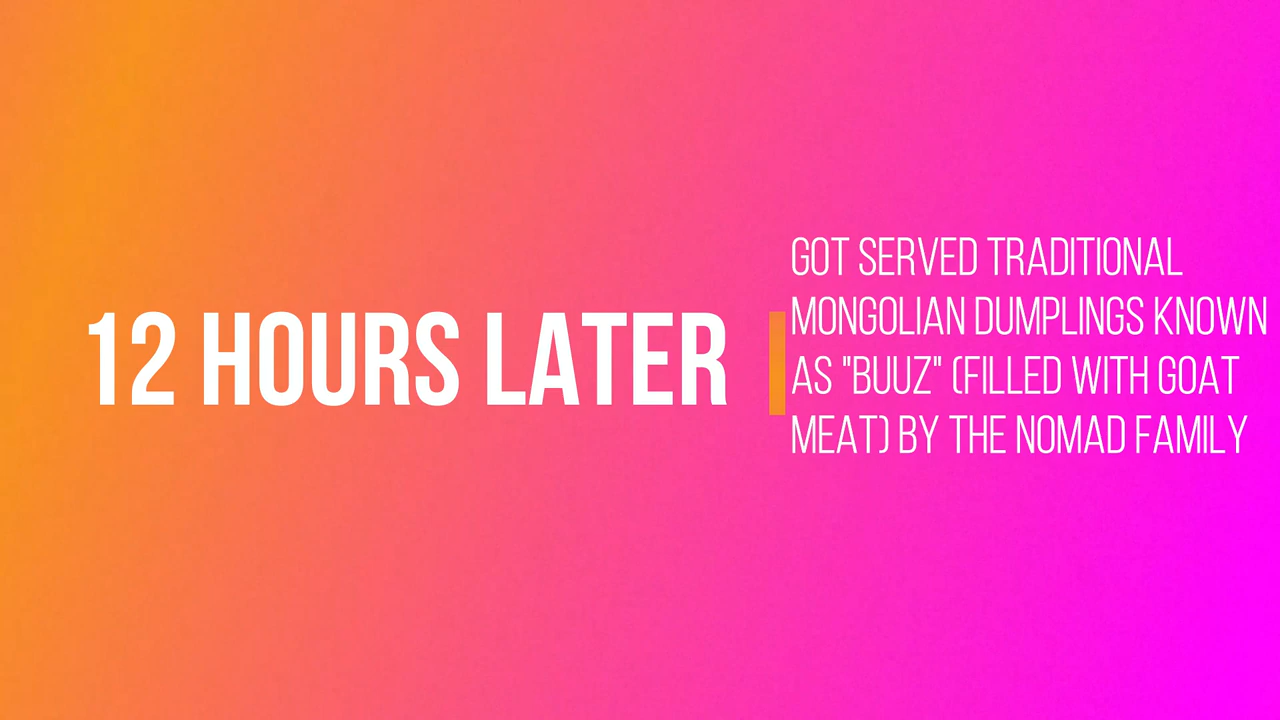 12 HOURS LATER
GOT SERVED TRADITIONAL
MONGOLIAN DUMPLINGS KNOWN
AS "BUUZ" (FILLED WITH GOAT
MEAT) BY THE NOMAD FAMILY